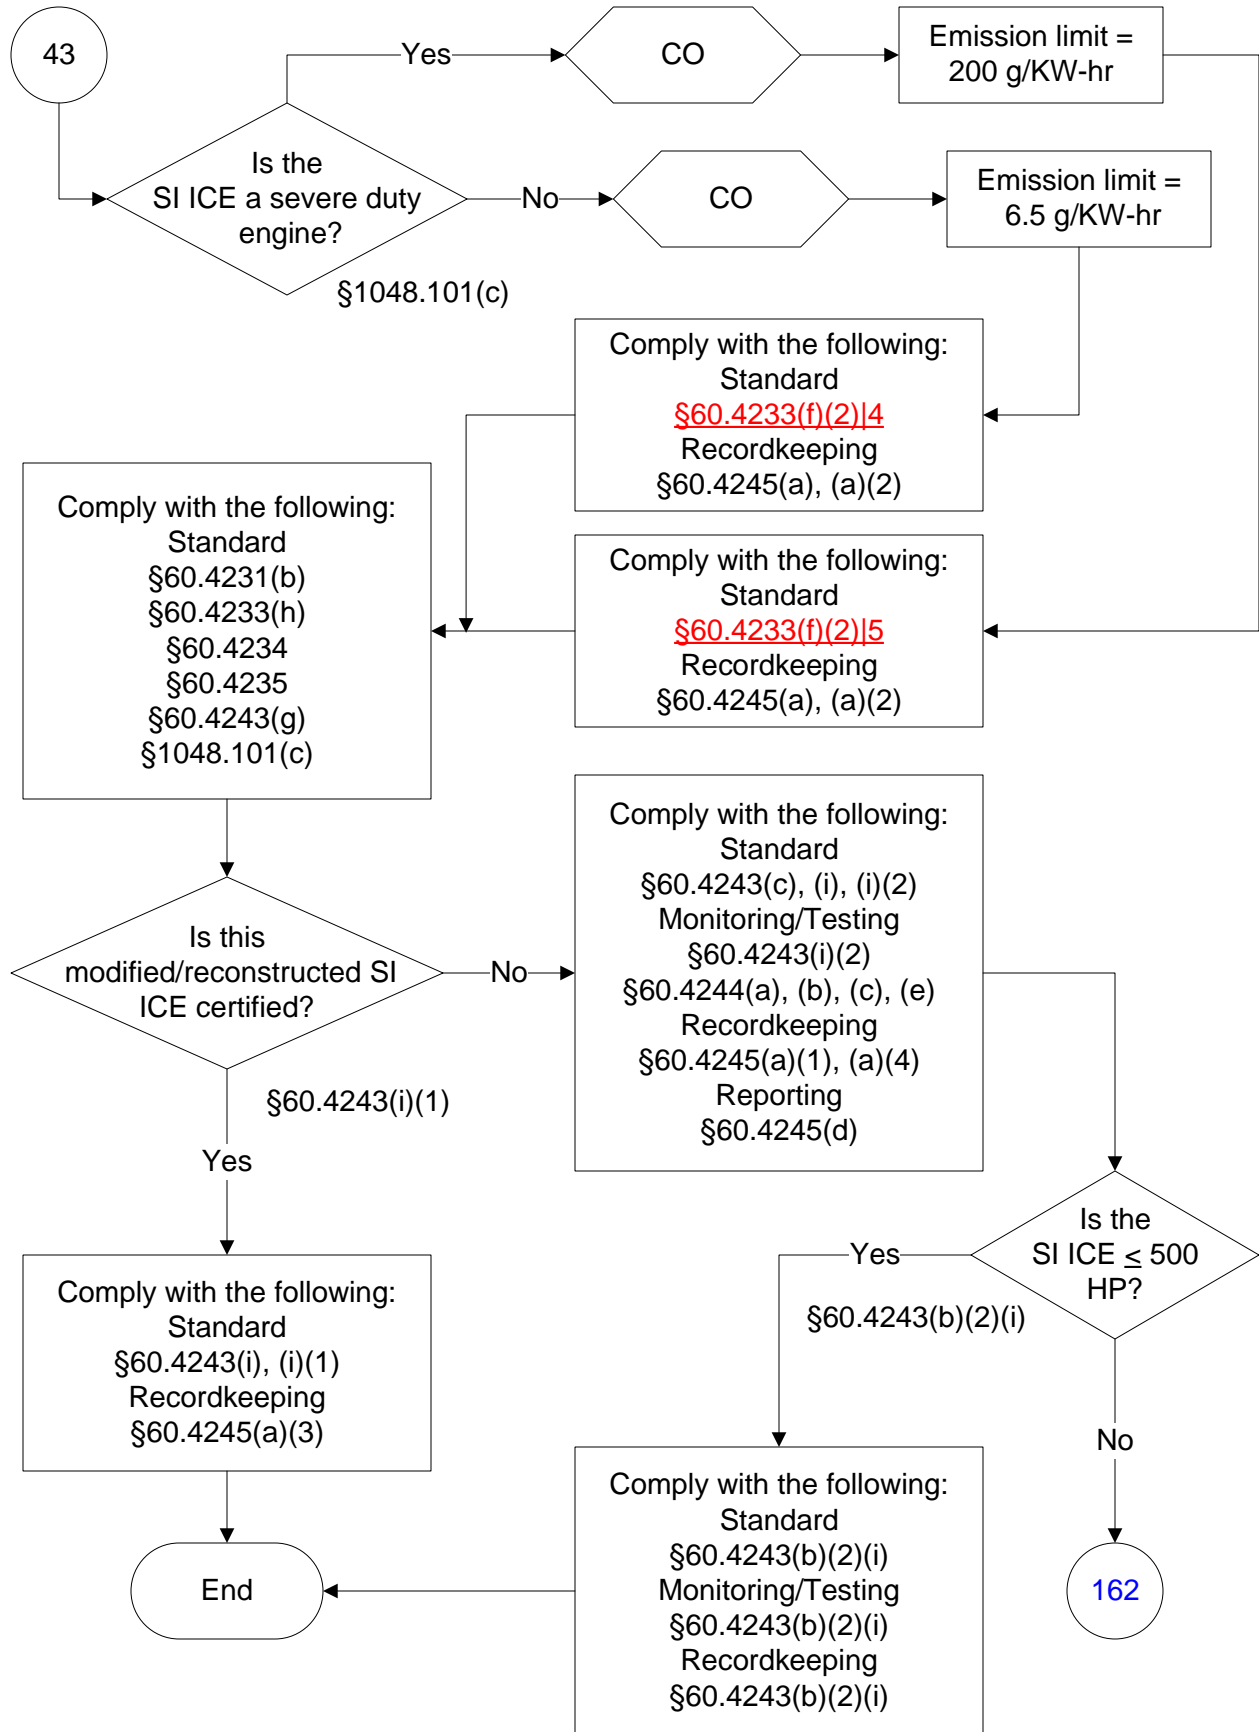 43
Yes
CO
Emission limit =
200 g/KW-hr
Is the
SI ICE a severe duty
engine?
No
CO
Emission limit =
6.5 g/KW-hr
§1048.101(c)
Comply with the following:
Standard
§60.4233(f)(2)|4
Recordkeeping
§60.4245(a), (a)(2)
Comply with the following:
Standard
§60.4233(f)(2)|5
Recordkeeping
§60.4245(a), (a)(2)
Comply with the following:
Standard
§60.4231(b)
§60.4233(h)
§60.4234
§60.4235
§60.4243(g)
§1048.101(c)
Is this
modified/reconstructed SI
ICE certified?
§60.4243(i)(1)
No
Comply with the following:
Standard
§60.4243(c), (i), (i)(2)
Monitoring/Testing
§60.4243(i)(2)
§60.4244(a), (b), (c), (e)
Recordkeeping
§60.4245(a)(1), (a)(4)
Reporting
§60.4245(d)
Yes
Comply with the following:
Standard
§60.4243(i), (i)(1)
Recordkeeping
§60.4245(a)(3)
Is the
SI ICE ≤ 500
HP?
Yes
§60.4243(b)(2)(i)
No
Comply with the following:
Standard
§60.4243(b)(2)(i)
Monitoring/Testing
§60.4243(b)(2)(i)
Recordkeeping
§60.4243(b)(2)(i)
End
162